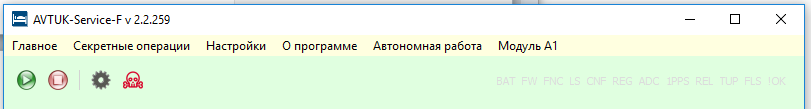 AVTUK-Service-F v 2.2.259
Главное Секретные операции Настройки О программе Автономная работа Модуль А1
BAT FW FNC LS CNF REG ADC 1PPS REL TUP FLS !OK